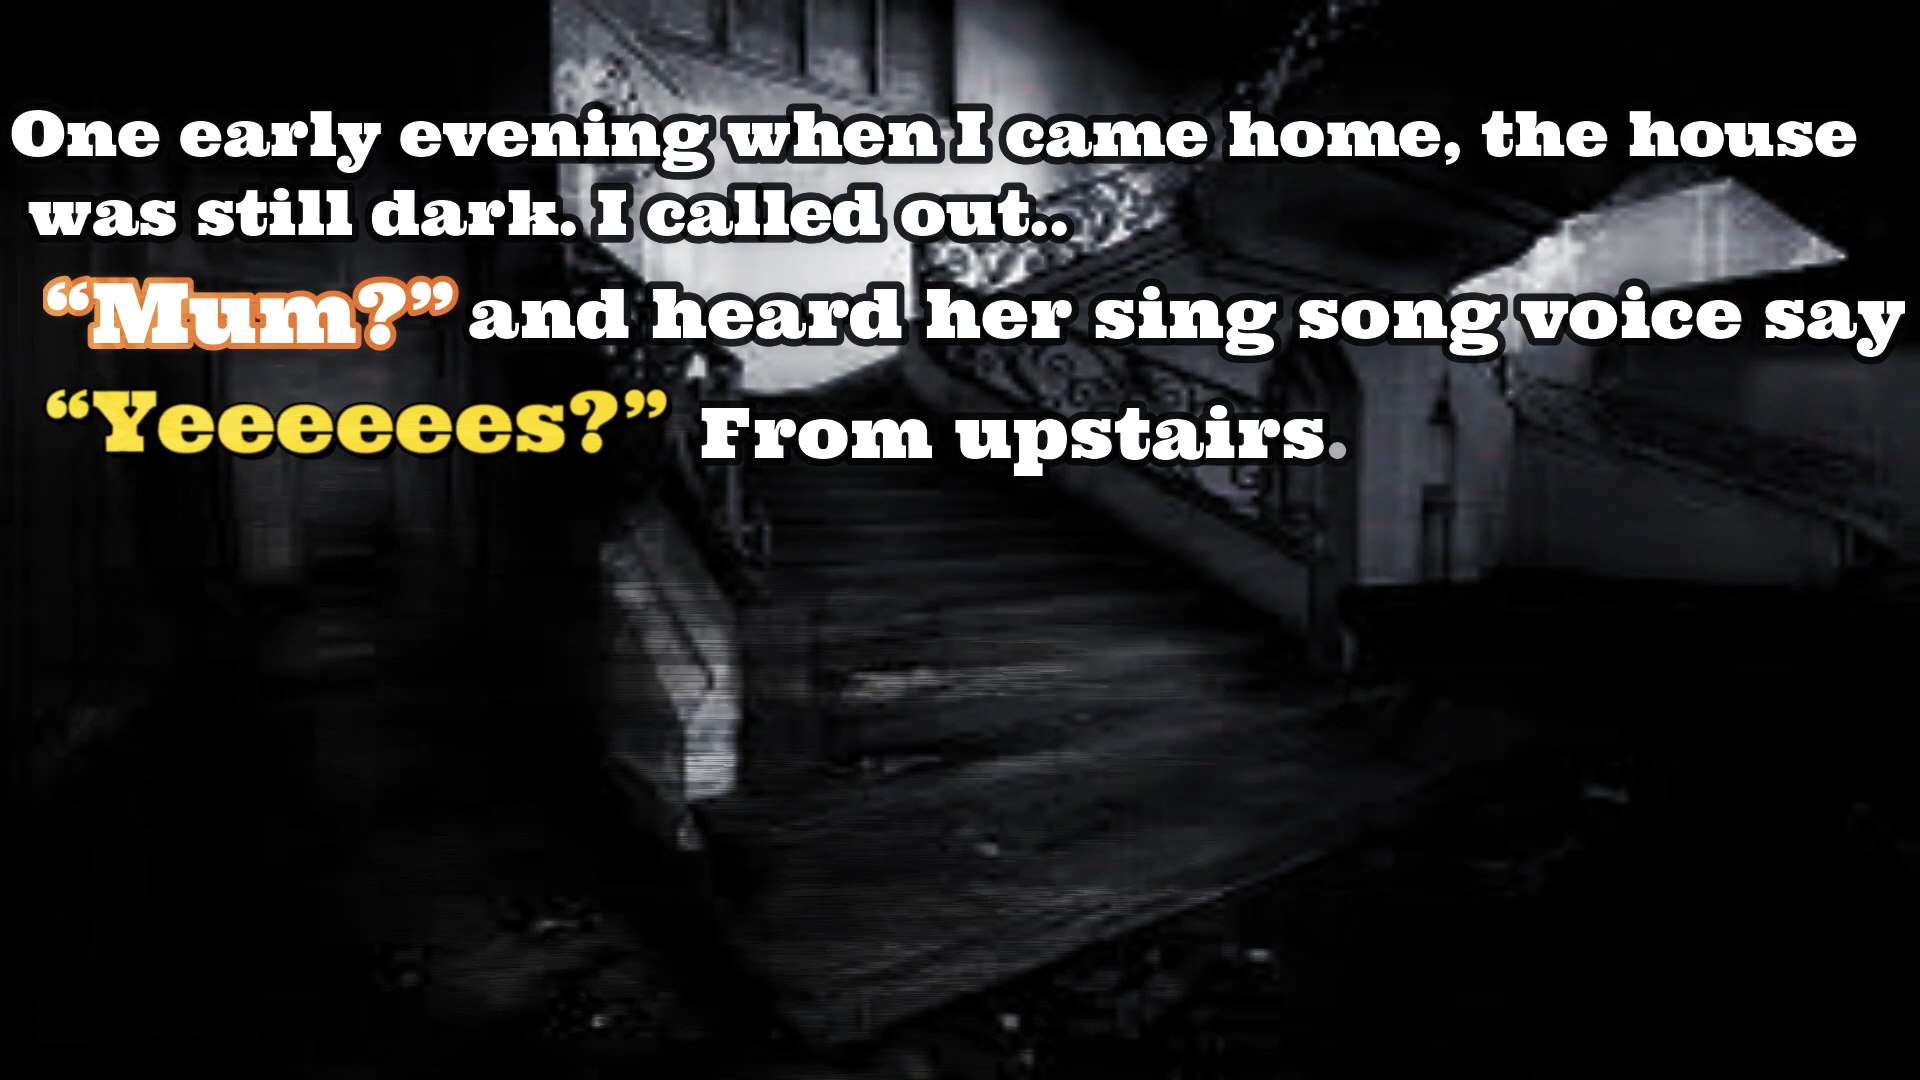 One early evening when I came home, the house
was still dark. I called out..
“Mum?” and heard her sing song voice say
“Yeeeeeees?” From upstairs.